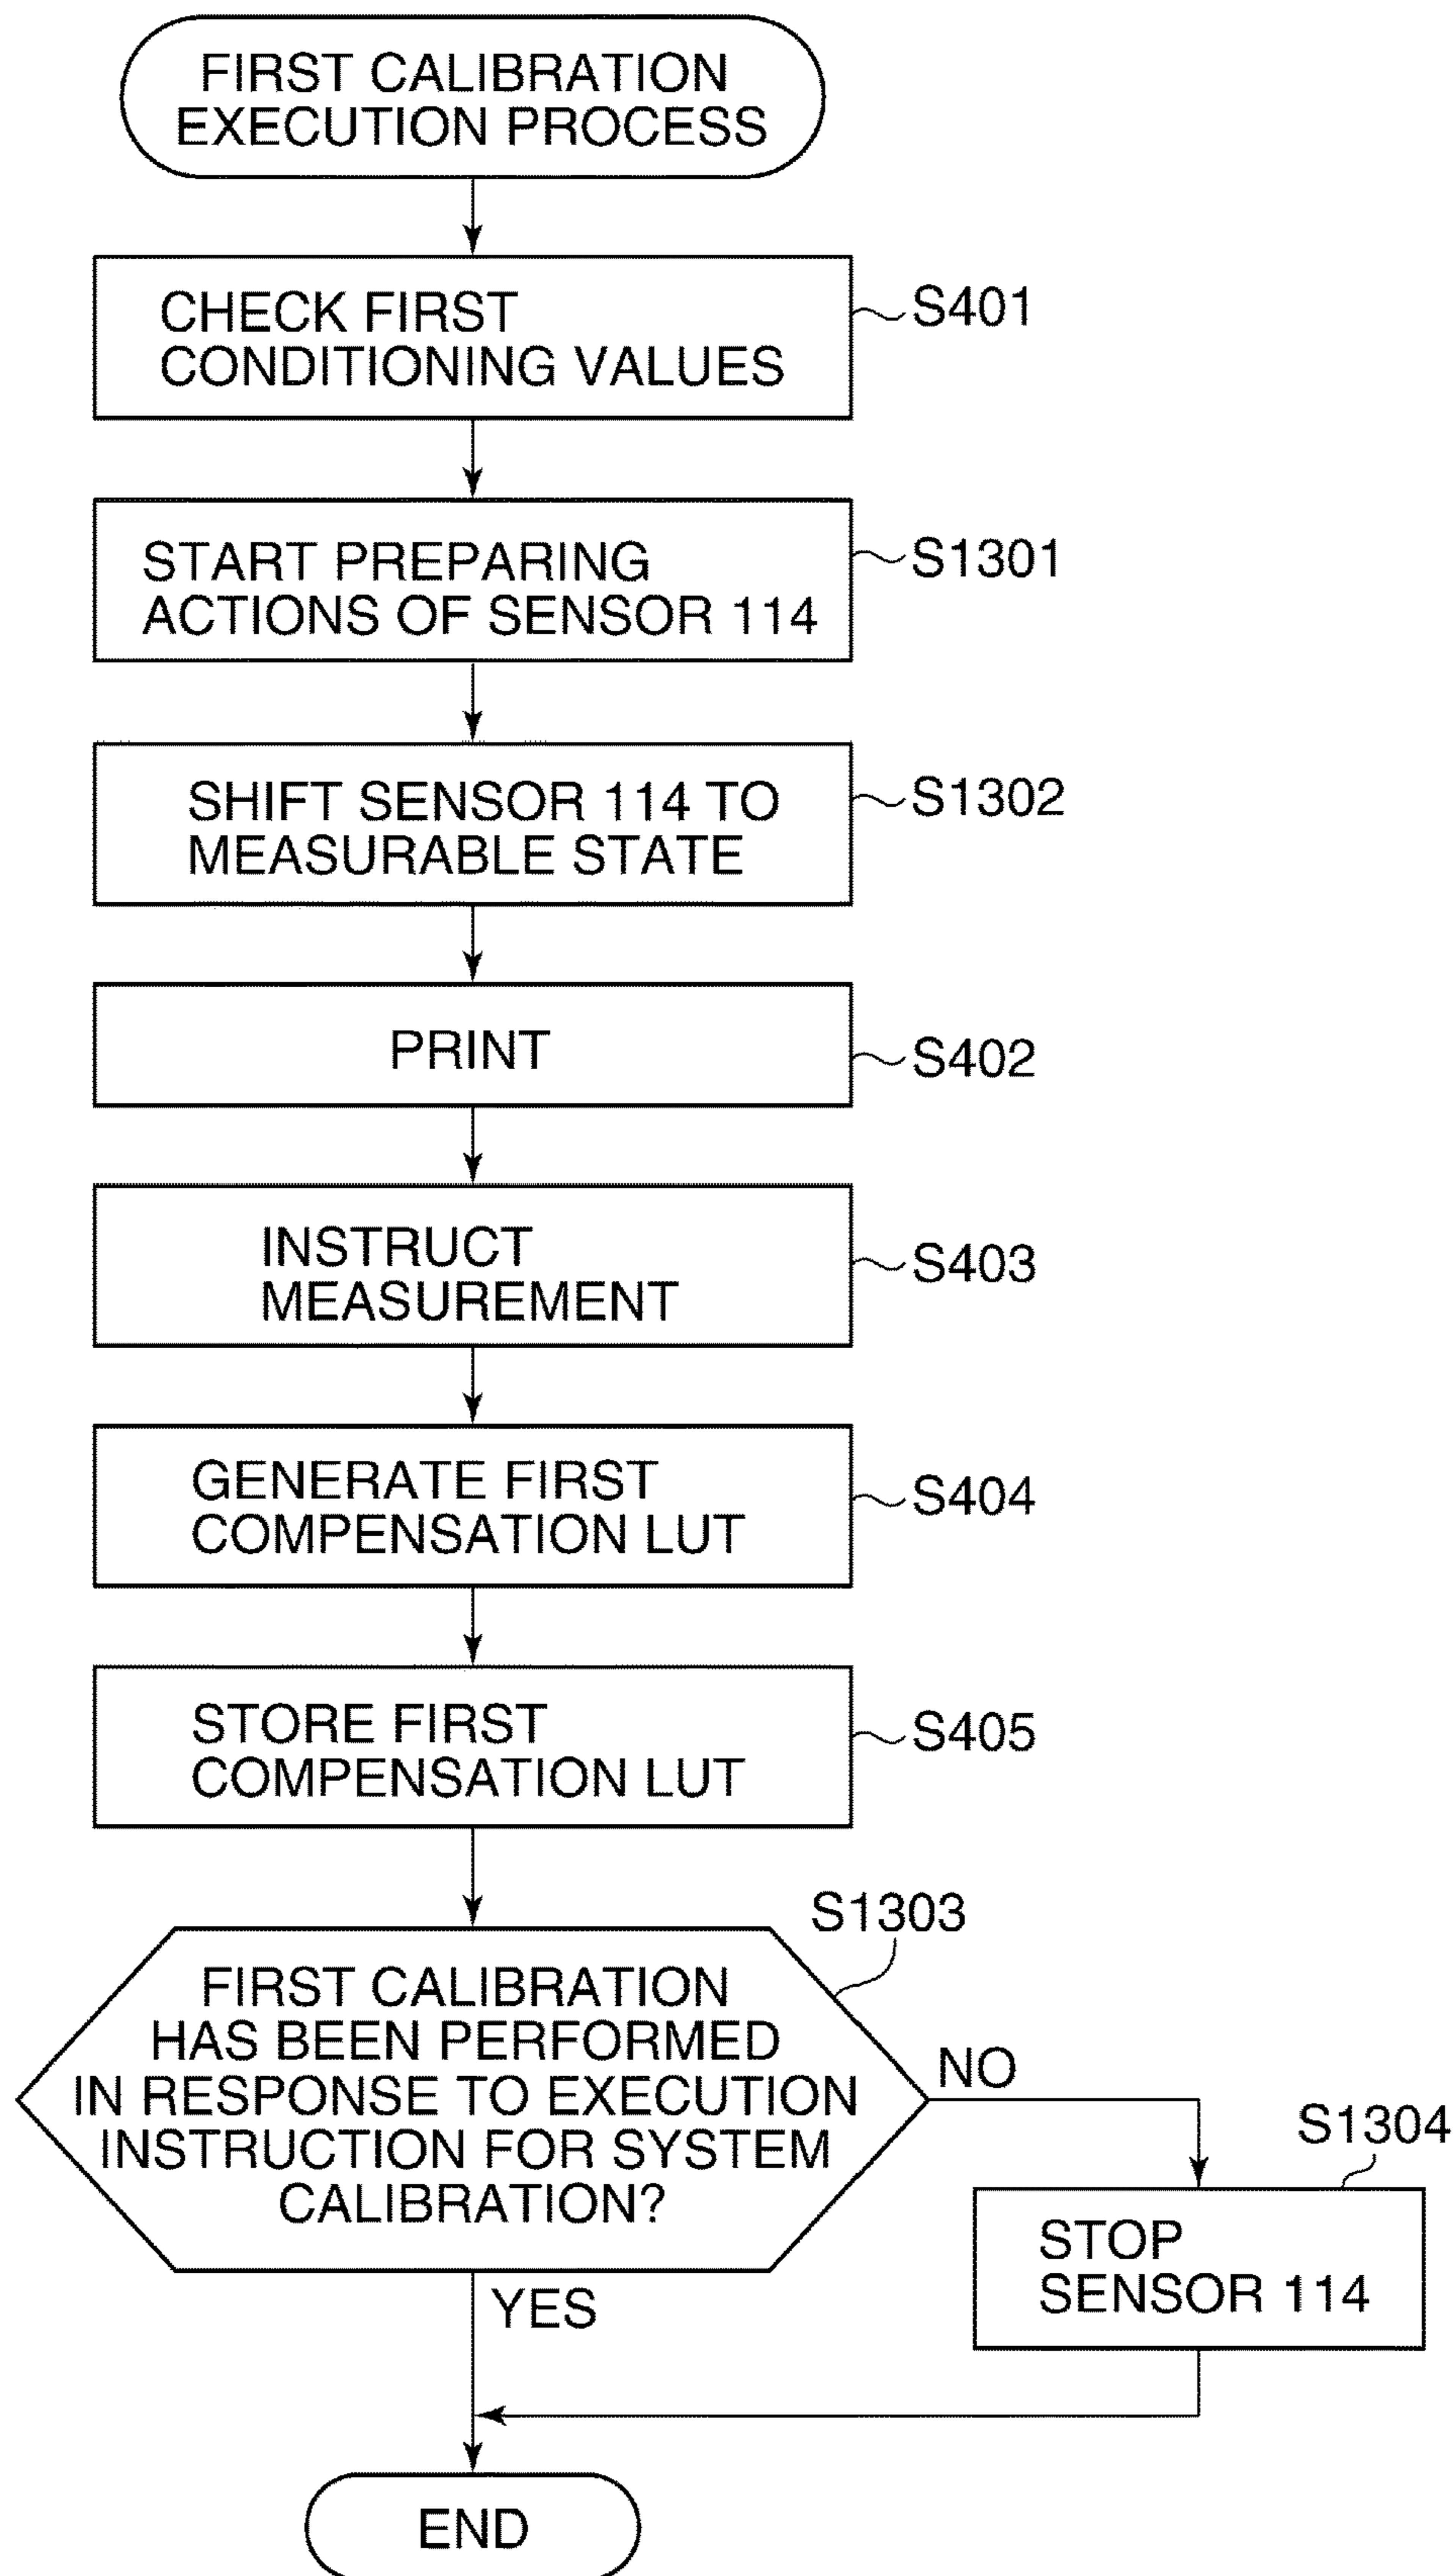 FIRST CALIBRATION
EXECUTION PROCESS
CHECK FIRST
CONDITIONING VALUES
S401
START PREPARING
ACTIONS OF SENSOR 114
S1301
SHIFT SENSOR 114 TO
MEASURABLE STATE
S1302
PRINT
S402
INSTRUCT
MEASUREMENT
S403
GENERATE FIRST
COMPENSATION LUT
S404
STORE FIRST
COMPENSATION LUT
S405
S1303
FIRST CALIBRATION
HAS BEEN PERFORMED
IN RESPONSE TO EXECUTION
INSTRUCTION FOR SYSTEM
CALIBRATION?
NO
S1304
STOP
SENSOR 114
YES
END